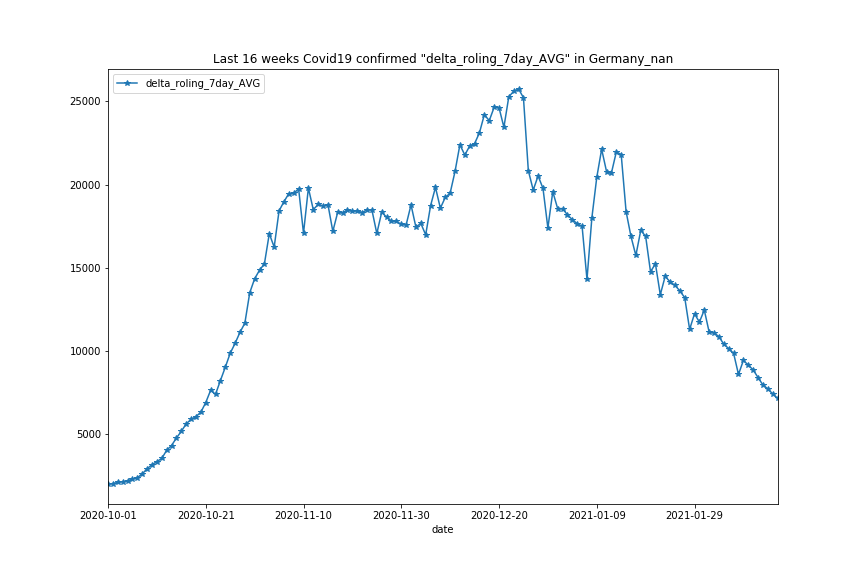 Last 16 weeks Covid19 confirmed "delta_roling_7day_AVG" in Germany_nan
delta_roling_7day_AVG
25000
20000
15000
10000
5000
2020-10-01 2020-10-21 2020-11-10 2020-11-30 2020-12-20 2021-01-09 2021-01-29
date